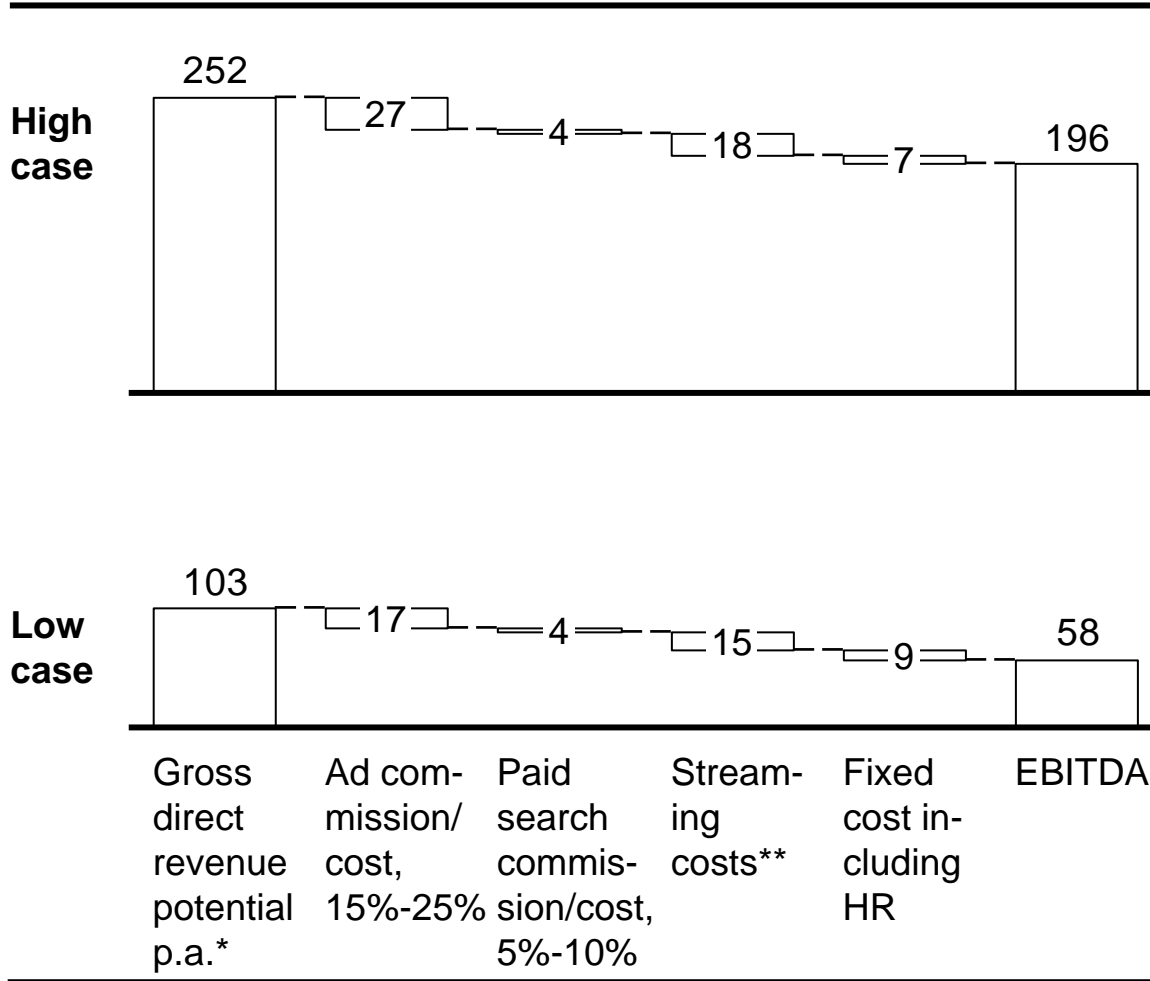 252
27
4
18
7
196
High
case
103
17
4
15
9
58
Low
case
Gross
direct
revenue
potential
p.a.*
Ad com-
mission/
cost,
15%-25%
Paid
search
commis-
sion/cost,
5%-10%
Stream-
ing
costs**
Fixed
cost in-
cluding
HR
EBITDA